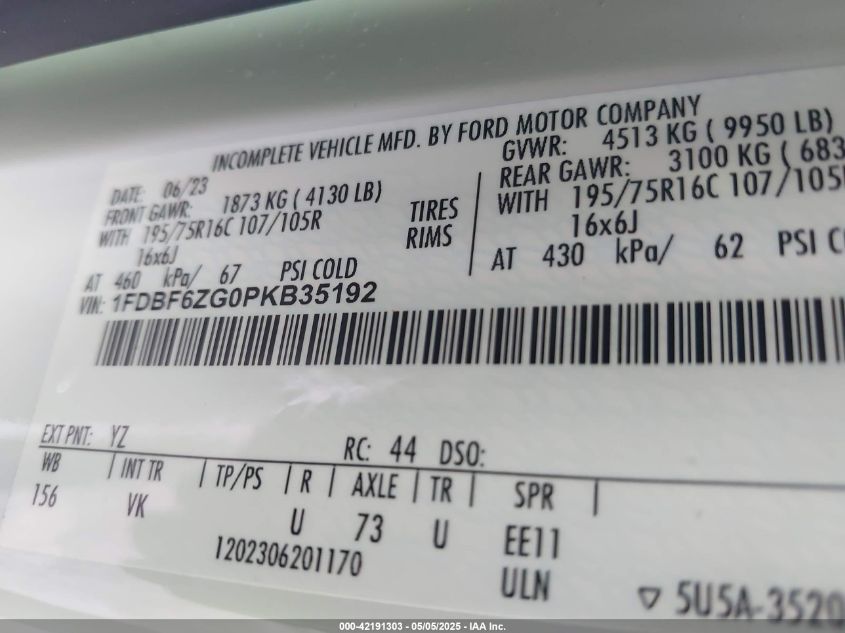 INCOMPLETE VEHICLE MFD. BY FORD MOTOR COMPANY
DATE: 06/23
GVWR: 4513 KG ( 9950 LB)
FRONT GAWR: 1873 KG ( 4130 LB)
REAR GAWR: 3100 KG ( 683
WITH 195/75R16C 107/105R
TIRES
WITH 195/75R16C 107/105
16x6J
RIMS
16x6J
AT 460 kPa/ 67 PSI COLD
AT 430 kPa/ 62 PSI C
VIN: 1FDBF6ZG0PKB35192
EXT PNT: YZ
RC: 44 DSO:
WB | INT TR | TP/PS | R | AXLE | TR | SPR |
156 VK U 73 U EE11
1202306201170
ULN
5U5A-3520
000-42191303 - 05/05/2025 - IAA Inc.